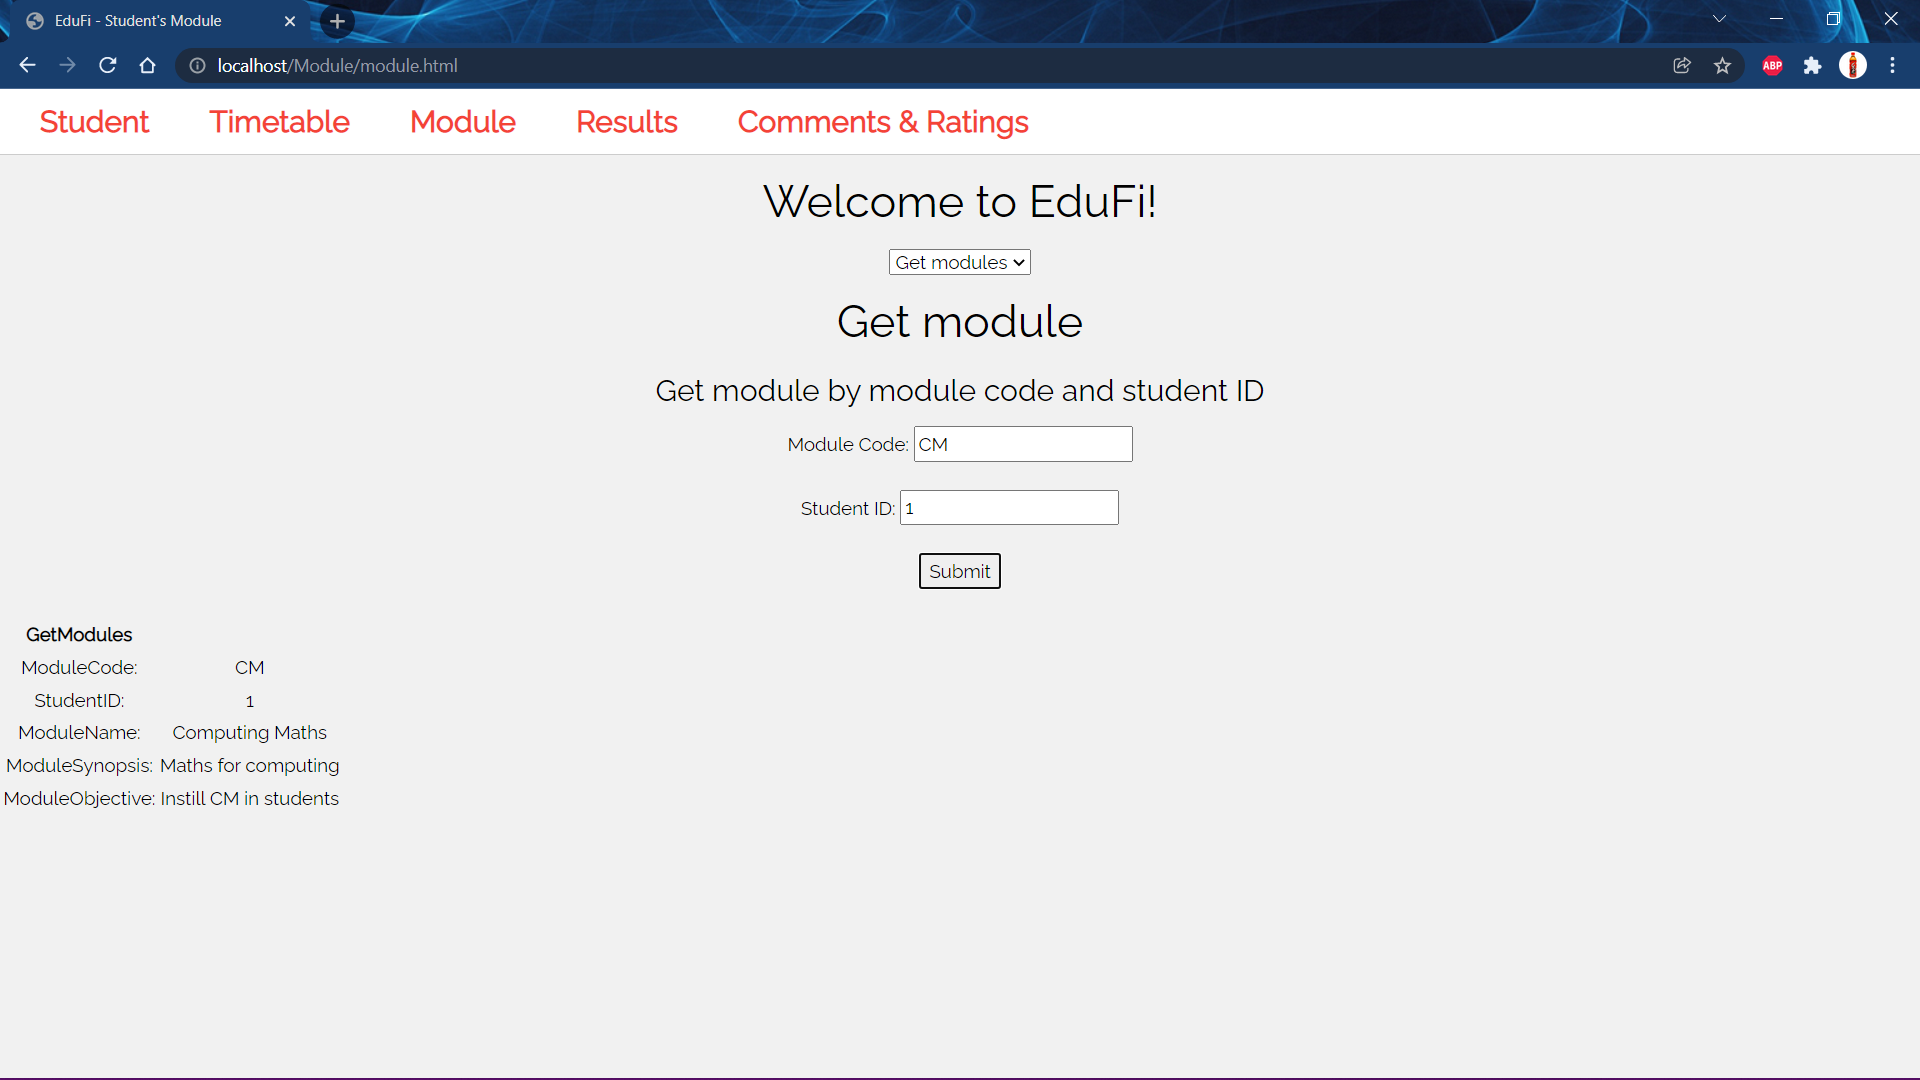 EduFi - Student's Module
localhost/Module/module.html
ABP
Student Timetable Module Results Comments & Ratings
Welcome to EduFi!
Get modules
Get module
Get module by module code and student ID
Module Code: CM
Student ID: 1
Submit
GetModules
ModuleCode: CM
StudentID: 1
ModuleName: Computing Maths
ModuleSynopsis: Maths for computing
ModuleObjective: Instill CM in students